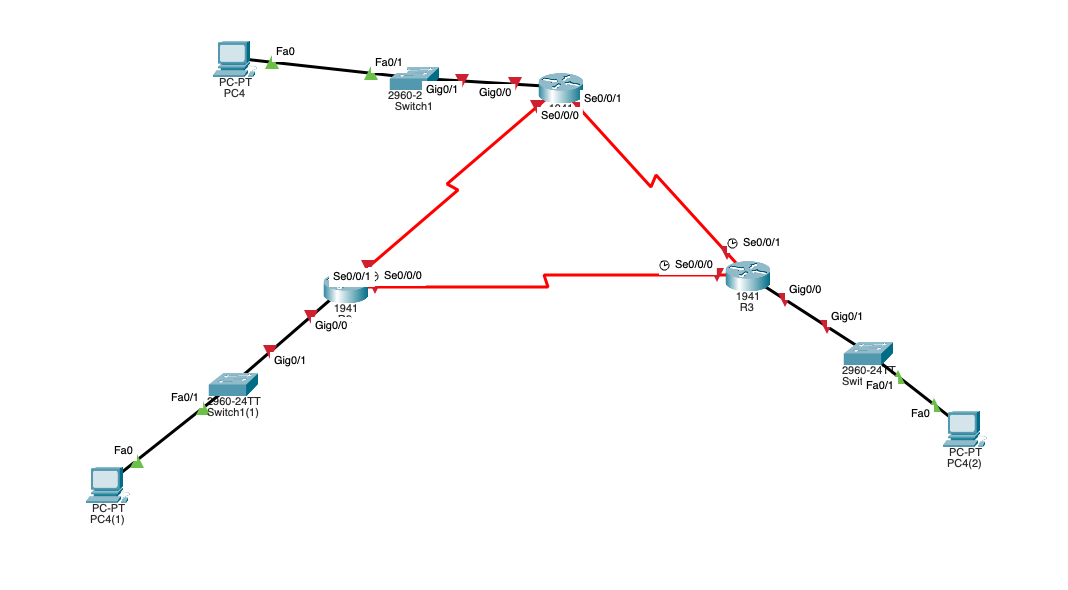 Fa0
PC-PT
PC4
Fa0/1
2960-2
Switch1
Gig0/1
Gig0/0
Se0/0/1
Se0/0/0
Se0/0/1
Se0/0/0
1941
Gig0/0
Gig0/1
Fa0/1
2960-24TT
Switch1(1)
Fa0
PC-PT
PC4(1)
Se0/0/1
Se0/0/0
1941
R3
Gig0/0
Gig0/1
2960-24TT
Swit
Fa0/1
Fa0
PC-PT
PC4(2)